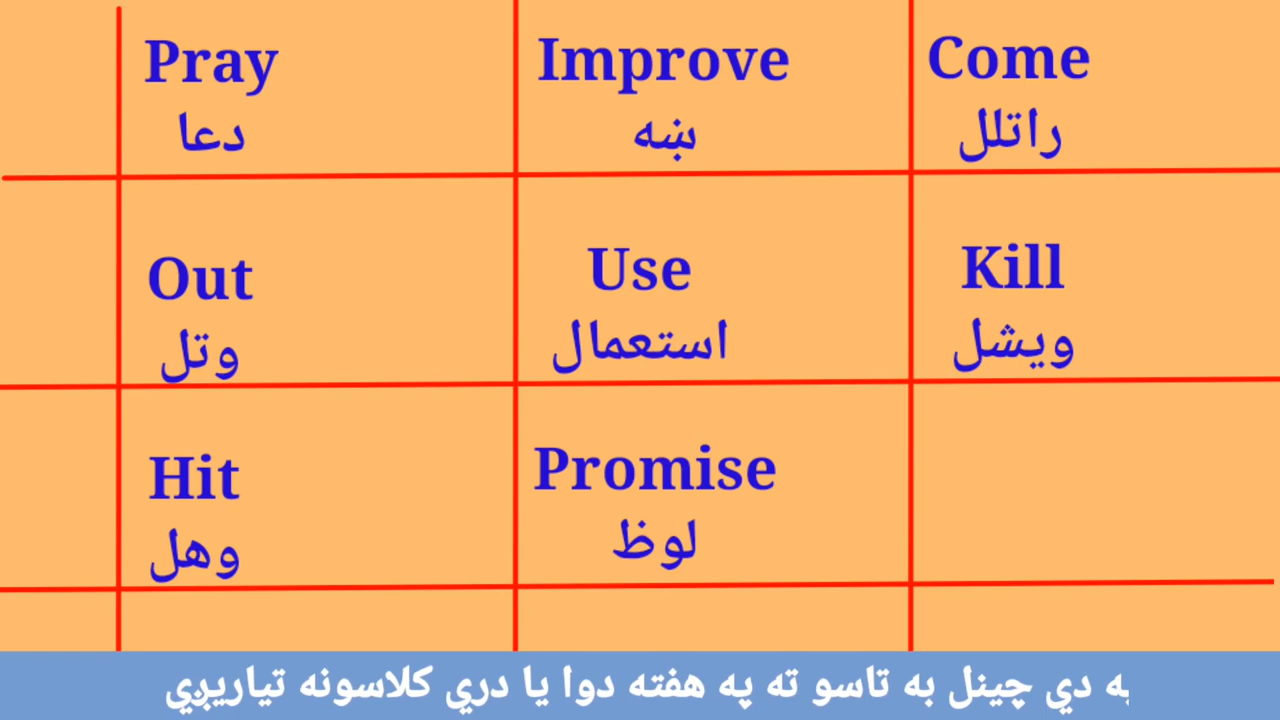 Pray
دعا
Improve
ښه
Come
راتلل
Out
وتل
Use
استعمال
Kill
ويشل
Hit
وهل
Promise
لوظ
دي چينل به تاسو ته په هفته دوا يا دري کلاسونه تياريږي